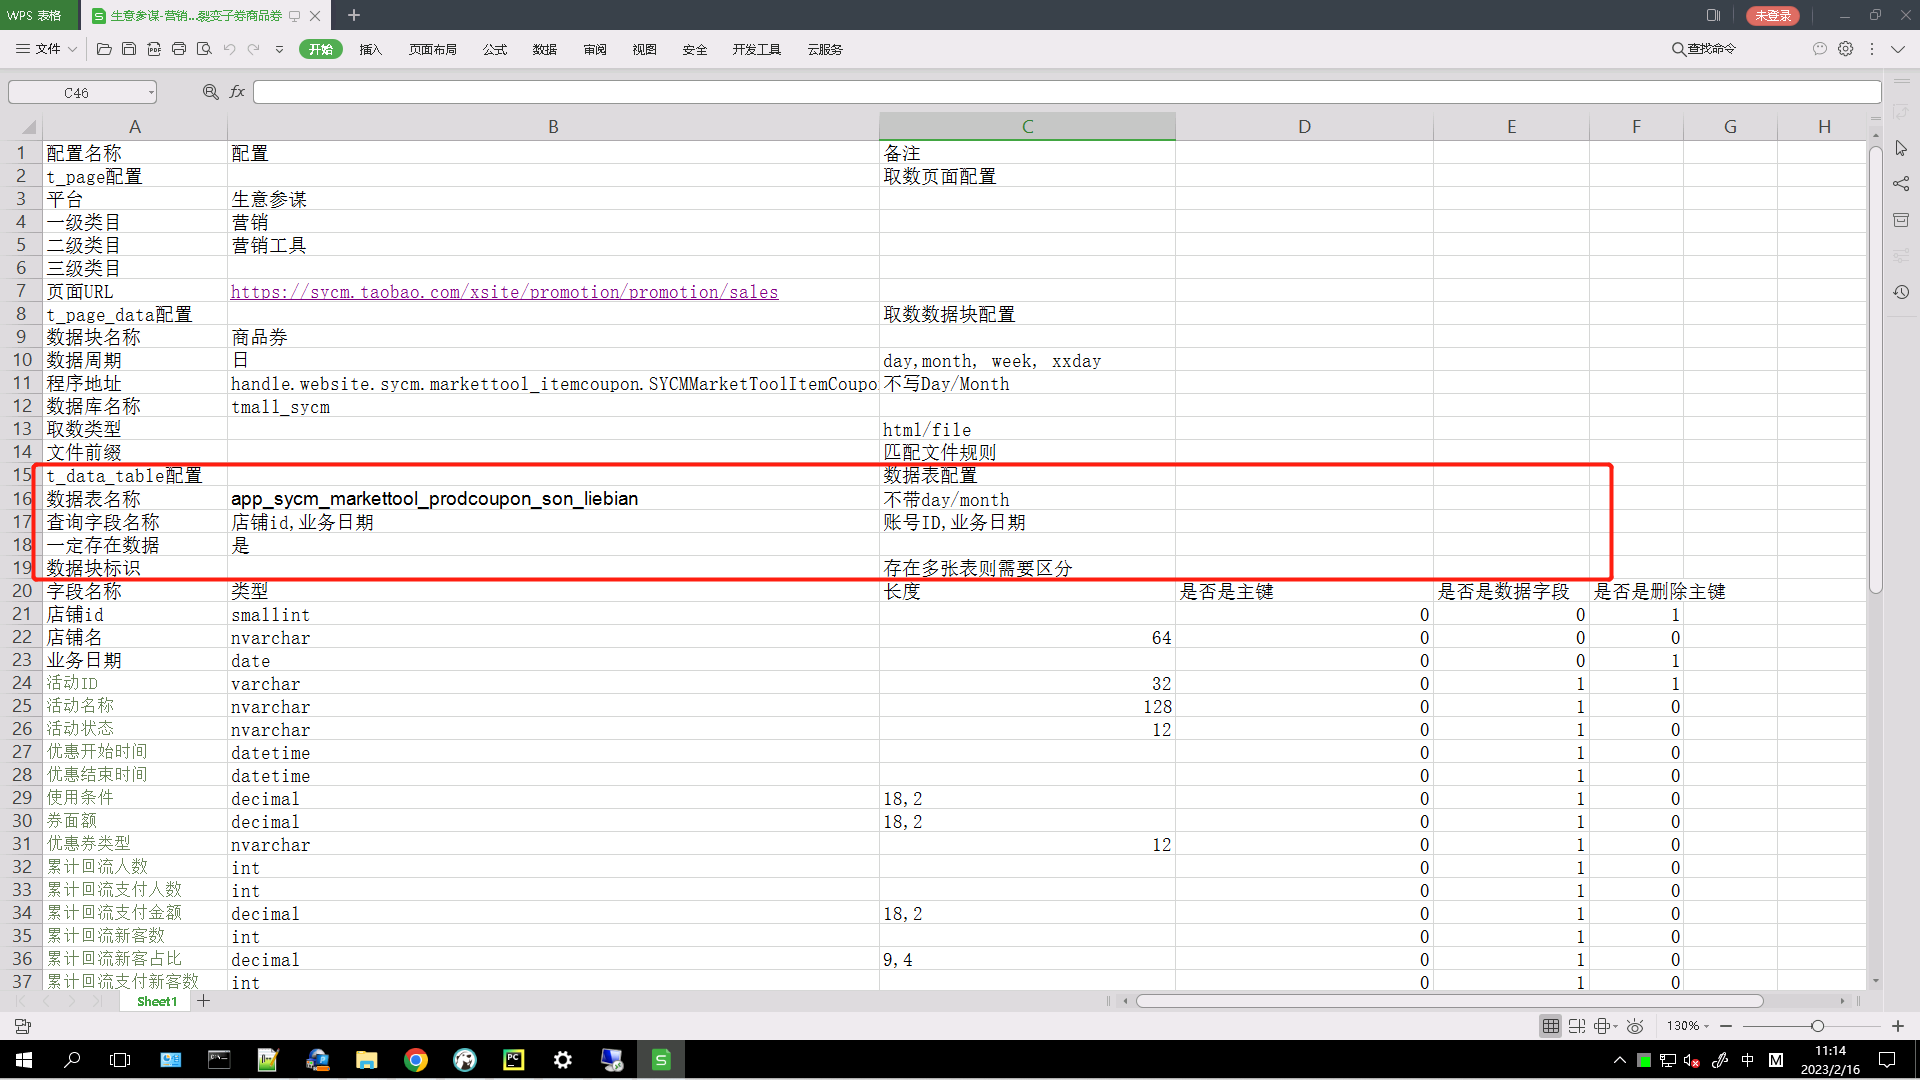 WPS 表格
生意参谋-营销...裂变子券商品券
未登录
文件
开始 插入 页面布局 公式 数据 审阅 视图 安全 开发工具 云服务
查找命令
C46
fx
A B C D E F G H
1 配置名称 配置 备注
2 t_page配置 取数页面配置
3 平台 生意参谋
4 一级类目 营销
5 二级类目 营销工具
6 三级类目
7 页面URL https://sycm.taobao.com/xsite/promotion/promotion/sales
8 t_page_data配置 取数数据块配置
9 数据块名称 商品券
10 数据周期 日 day,month, week, xxday
11 程序地址 handle.website.sycm.markettool_itemcoupon.SYCMMarketToolItemCoupo 不写Day/Month
12 数据库名称 tmall_sycm
13 取数类型 html/file
14 文件前缀 匹配文件规则
15 t_data_table配置 数据表配置
16 数据表名称 app_sycm_markettool_prodcoupon_son_liebian 不带day/month
17 查询字段名称 店铺id,业务日期 账号ID,业务日期
18 一定存在数据 是
19 数据块标识 存在多张表则需要区分
20 字段名称 类型 长度 是否是主键 是否是数据字段 是否是删除主键
21 店铺id smallint 0 0 1
22 店铺名 nvarchar 64 0 0 0
23 业务日期 date 0 0 1
24 活动ID varchar 32 0 1 1
25 活动名称 nvarchar 128 0 1 0
26 活动状态 nvarchar 12 0 1 0
27 优惠开始时间 datetime 0 1 0
28 优惠结束时间 datetime 0 1 0
29 使用条件 decimal 18,2 0 1 0
30 券面额 decimal 18,2 0 1 0
31 优惠券类型 nvarchar 12 0 1 0
32 累计回流人数 int 0 1 0
33 累计回流支付人数 int 0 1 0
34 累计回流支付金额 decimal 18,2 0 1 0
35 累计回流新客数 int 0 1 0
36 累计回流新客占比 decimal 9,4 0 1 0
37 累计回流支付新客数 int 0 1 0
Sheet1
130%
中 M
11:14
2023/2/16